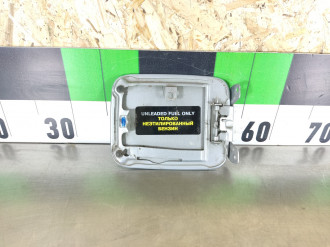 30
60
70
UNLEADED FUEL ONLY
ТОЛЬКО
НЕЭТИЛИРОВАННЫЙ
БЕНЗИН